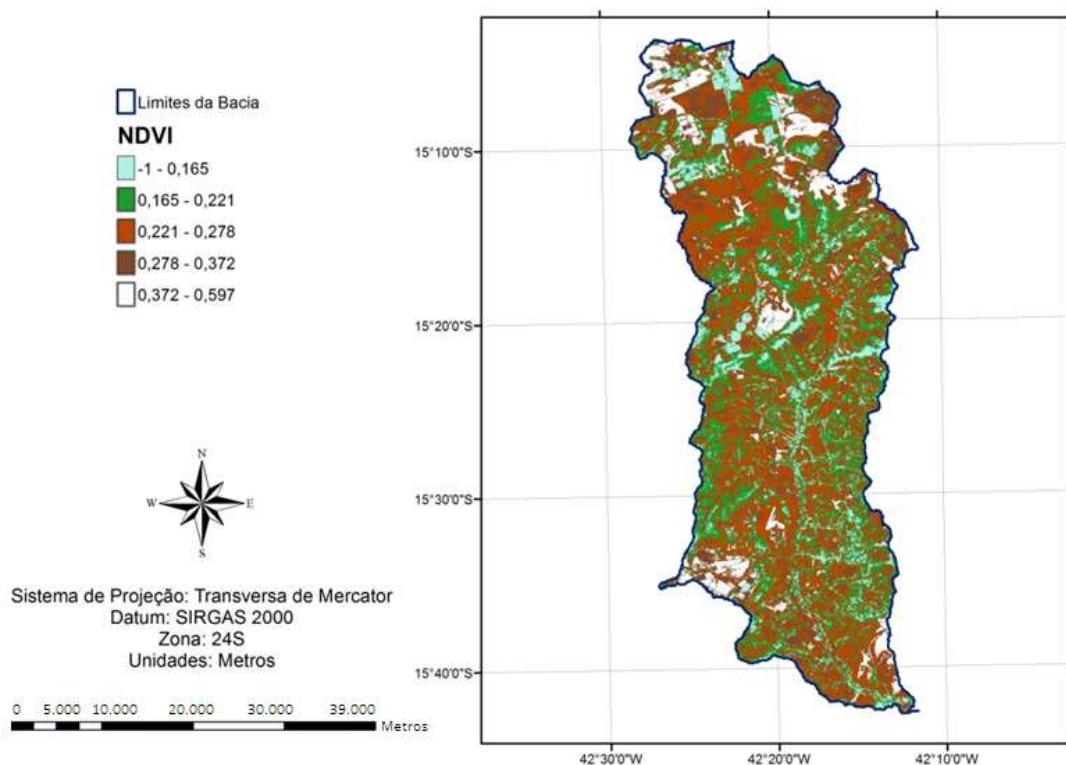 Limites da Bacia
NDVI
-1 - 0,165
0,165 - 0,221
0,221 - 0,278
0,278 - 0,372
0,372 - 0,597
N
W E
S
Sistema de Projeção: Transversa de Mercator
Datum: SIRGAS 2000
Zona: 24S
Unidades: Metros
0 5.000 10.000 20.000 30.000 39.000
Metros
15°10'0"S
15°20'0"S
15°30'0"S
15°40'0"S
42°30'0"W 42°20'0"W 42°10'0"W